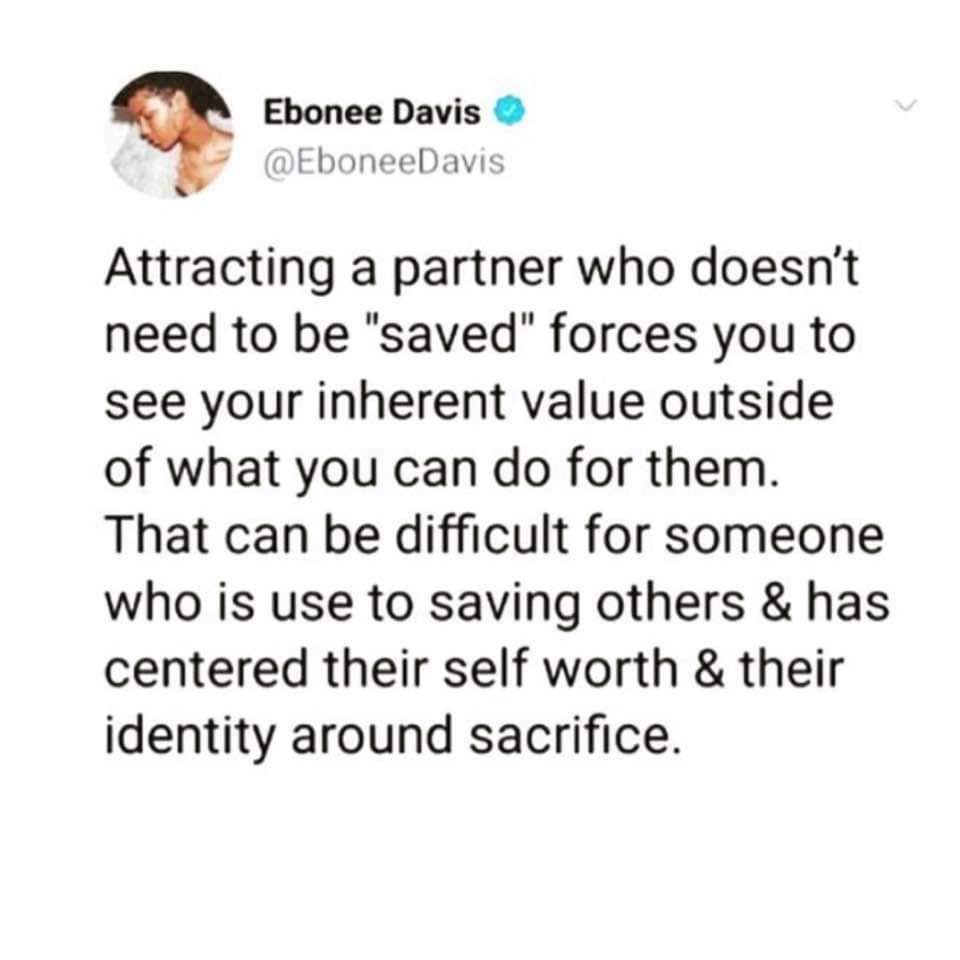 Ebonee Davis
@EboneeDavis
Attracting a partner who doesn’t
need to be "saved" forces you to
see your inherent value outside
of what you can do for them.
That can be difficult for someone
who is use to saving others & has
centered their self worth & their
identity around sacrifice.